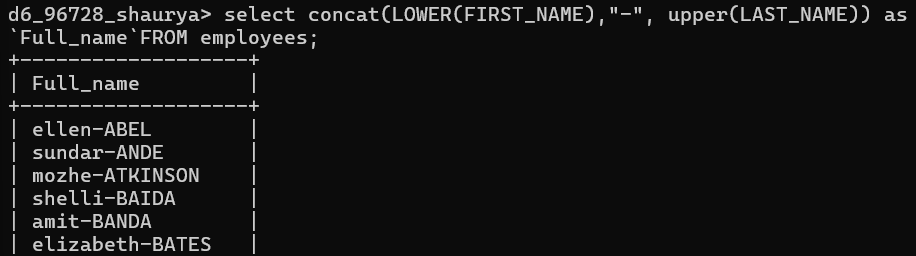 d6_96728_shaurya> select concat(LOWER(FIRST_NAME),"-", upper(LAST_NAME)) as
`Full_name`FROM employees;
+-------------------+
| Full_name         |
+-------------------+
| ellen-ABEL        |
| sundar-ANDE       |
| mozhe-ATKINSON    |
| shelli-BAIDA      |
| amit-BANDA        |
| elizabeth-BATES   |